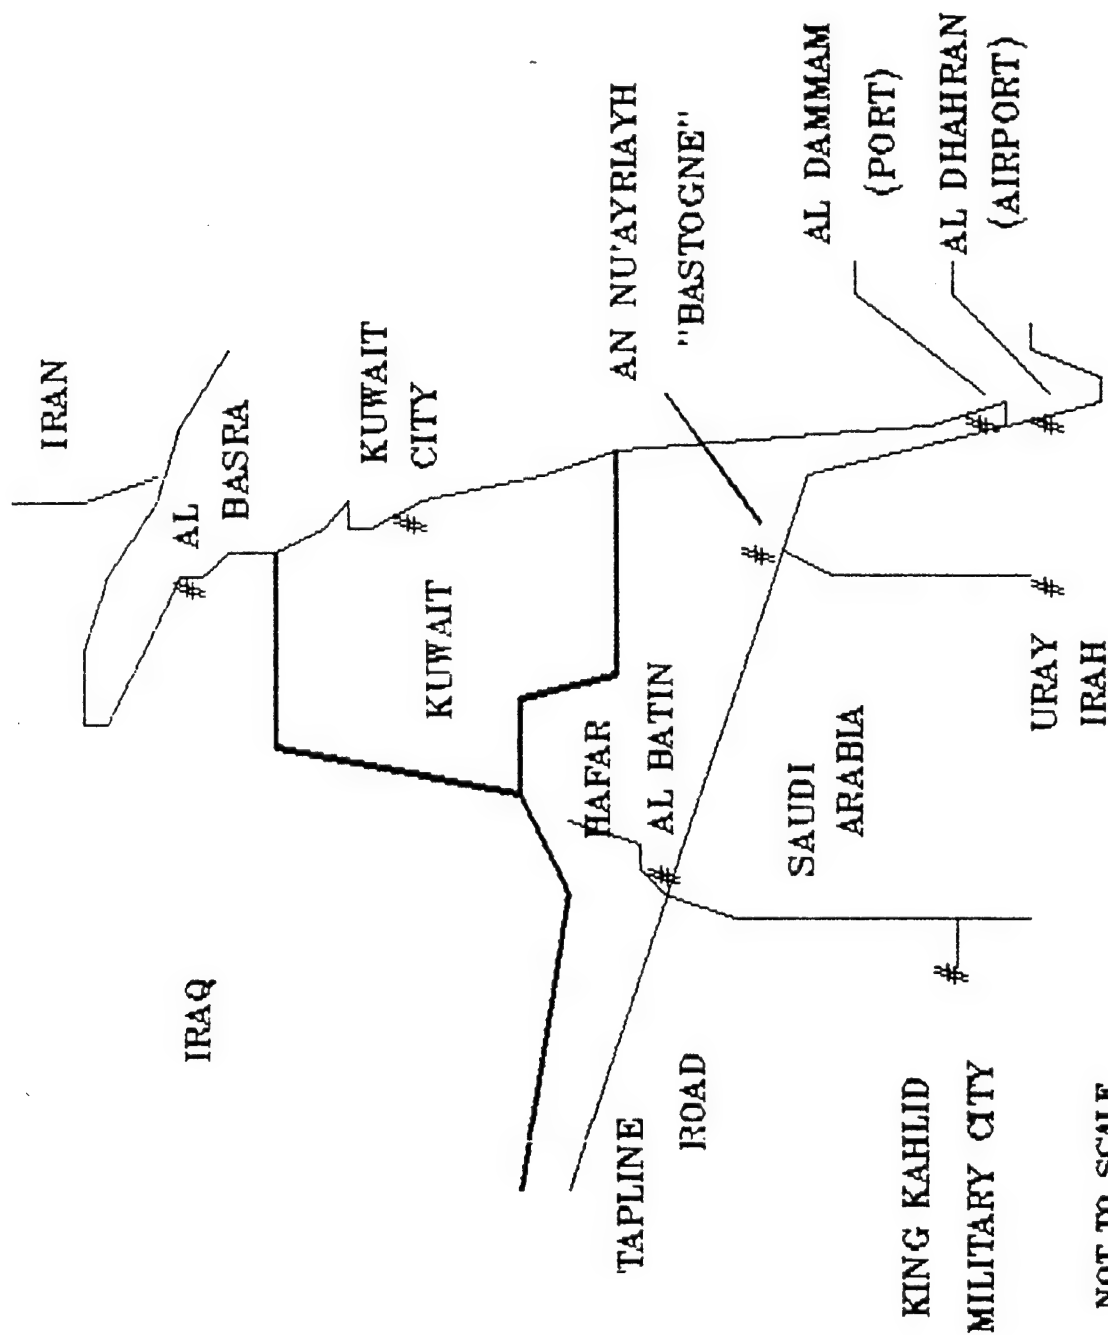 IRAN
AL
BASRA
KUWAIT
CITY
IRAQ
KUWAIT
AN NU'AYRIAYH
"BASTOGNE"
HAFAR
AL BATIN
AL DAMMAM
(PORT)
AL DHAHRAN
(AIRPORT)
TAPLINE
ROAD
SAUDI
ARABIA
URAY
IRAH
KING KAHLID
MILITARY CITY
NOT TO SCALE